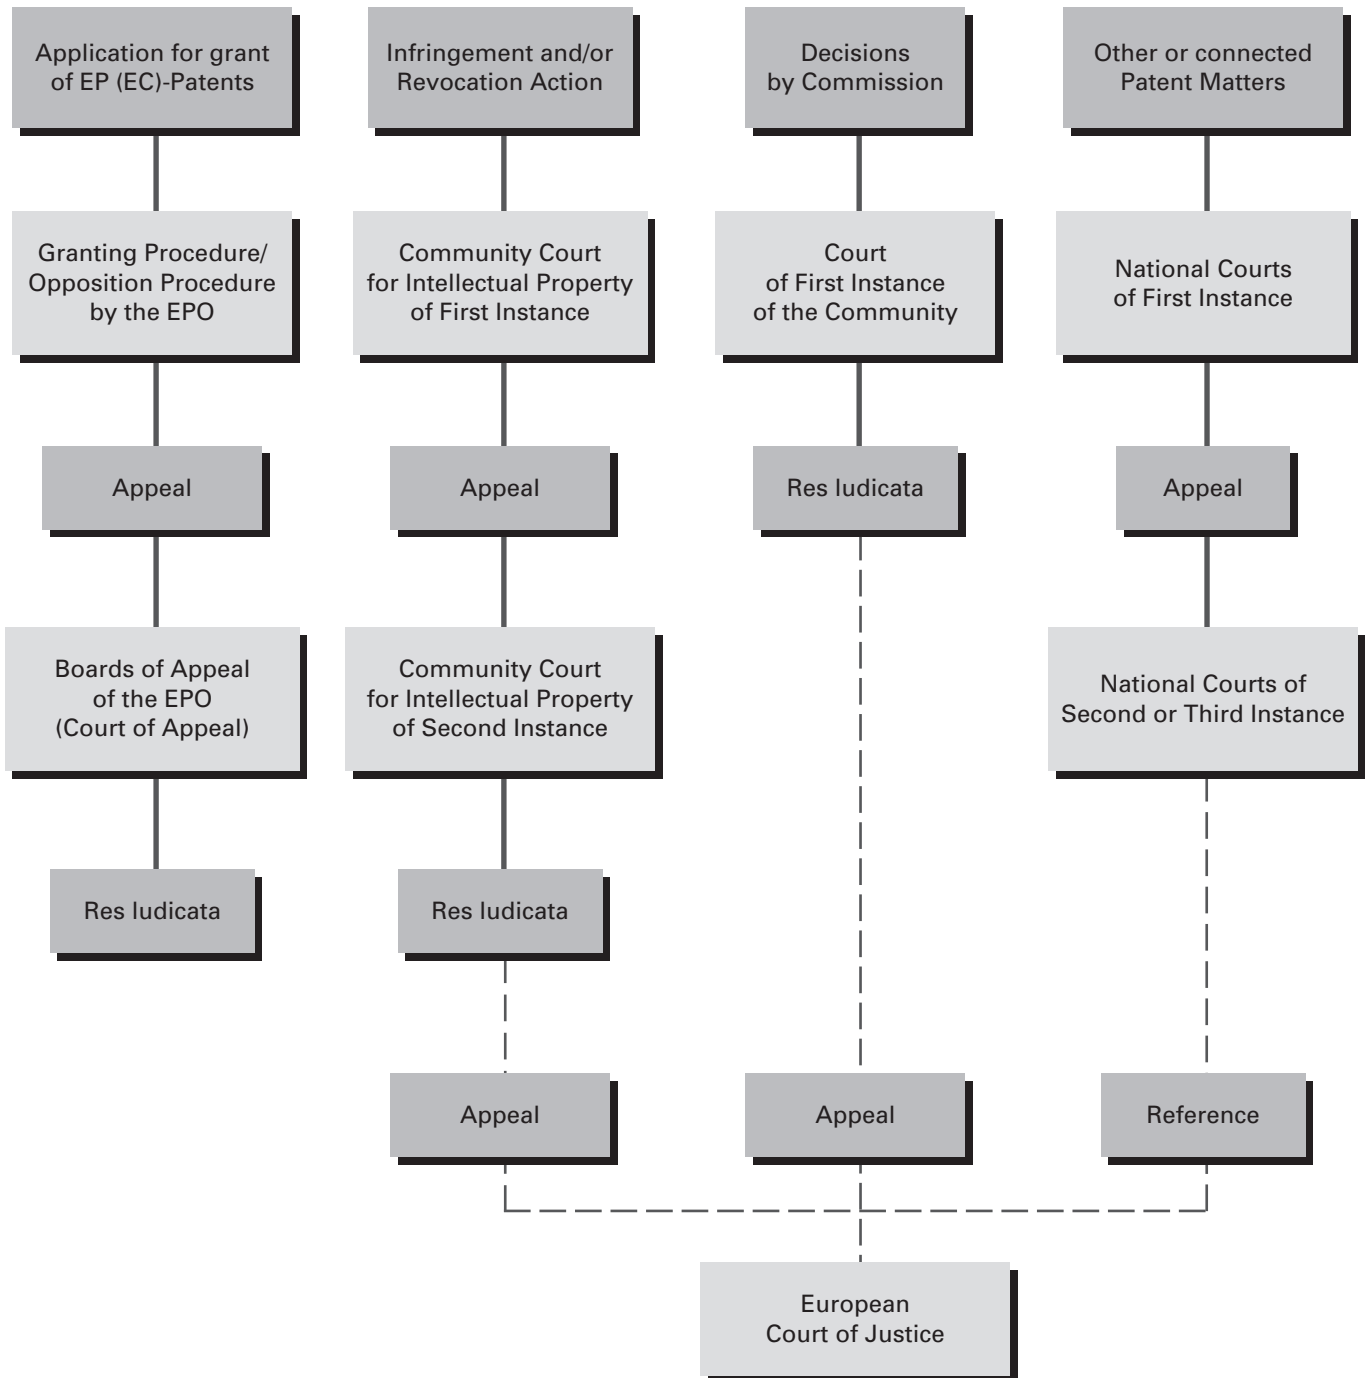 Application for grant
of EP (EC)-Patents
Infringement and/or
Revocation Action
Decisions
by Commission
Other or connected
Patent Matters
Granting Procedure/
Opposition Procedure
by the EPO
Community Court
for Intellectual Property
of First Instance
Court
of First Instance
of the Community
National Courts
of First Instance
Appeal
Appeal
Res Iudicata
Appeal
Boards of Appeal
of the EPO
(Court of Appeal)
Community Court
for Intellectual Property
of Second Instance
National Courts of
Second or Third Instance
Res Iudicata
Res Iudicata
Appeal
Appeal
Reference
European
Court of Justice